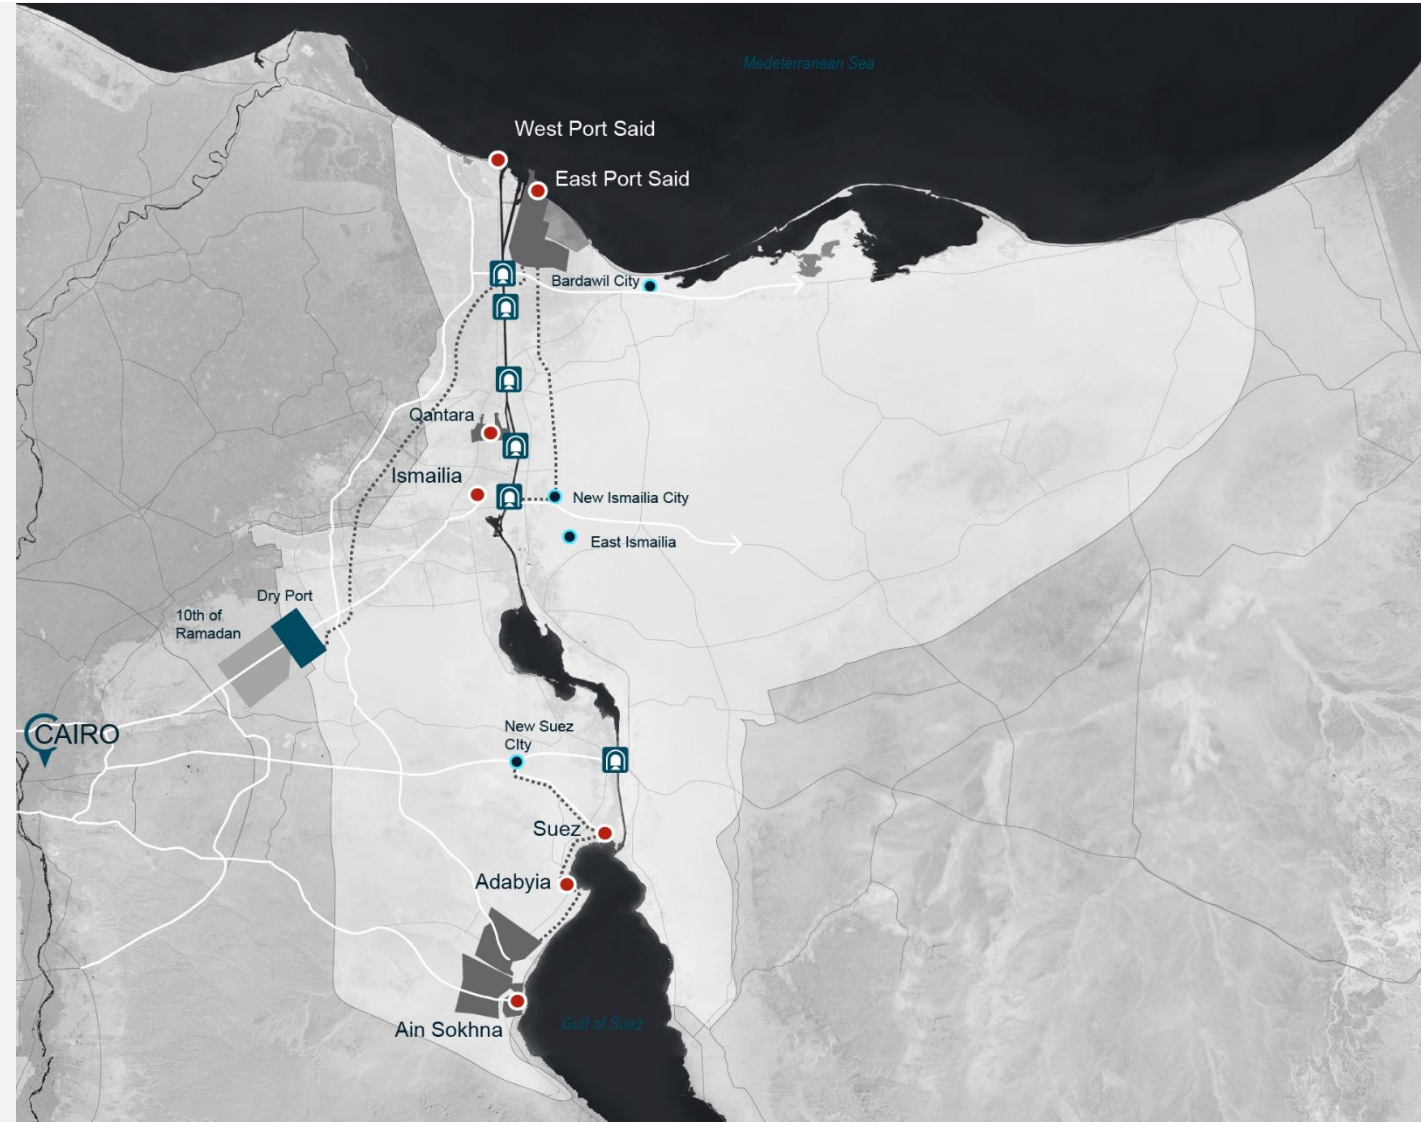 Medeterranean Sea
West Port Said
East Port Said
Bardawil City
Qantara
Ismailia
New Ismailia City
East Ismailia
Dry Port
10th of
Ramadan
CAIRO
New Suez
CIty
Suez
Adabyia
Ain Sokhna
Gulf of Suez